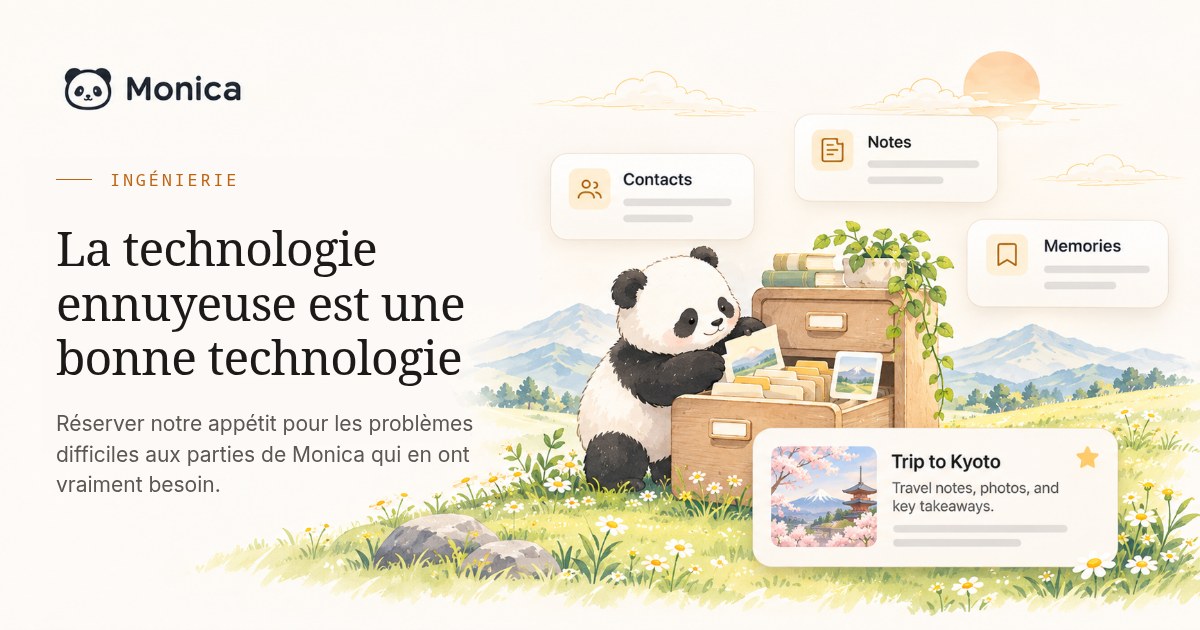 Monica
INGÉNIERIE
La technologie
ennuyeuse est une
bonne technologie
Réserver notre appétit pour les problèmes
difficiles aux parties de Monica qui en ont
vraiment besoin.
Contacts
Notes
Memories
Trip to Kyoto
Travel notes, photos, and
key takeaways.